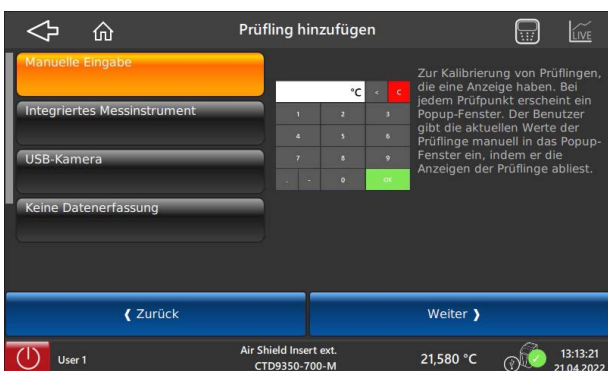 Prüfling hinzufügen
LIVE
Manuelle Eingabe
Integriertes Messinstrument
USB-Kamera
Keine Datenerfassung
°C < C
1 2 3
4 5 6
7 8 9
. - 0 OK
Zur Kalibrierung von Prüflingen,
die eine Anzeige haben. Bei
jedem Prüfpunkt erscheint ein
Popup-Fenster. Der Benutzer
gibt die aktuellen Werte der
Prüflinge manuell in das Popup-
Fenster ein, indem er die
Anzeigen der Prüflinge abliest.
❰ Zurück
Weiter ❱
User 1
Air Shield Insert ext.
CTD9350-700-M
21,580 °C
13:13:21
21.04.2022